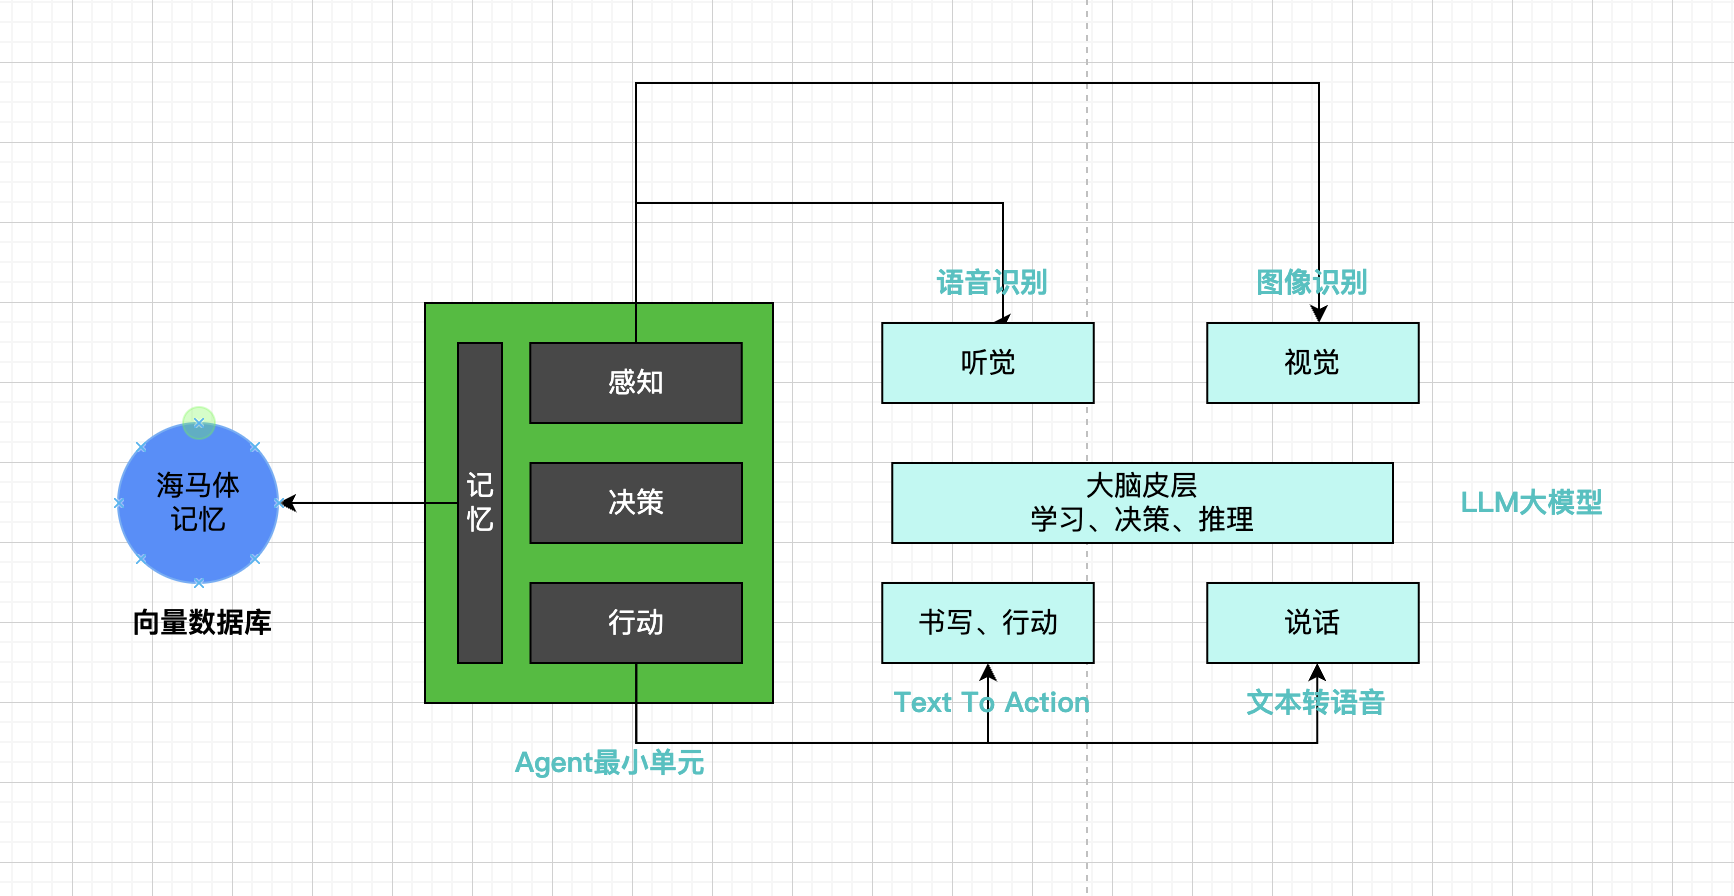 语音识别
图像识别
听觉
视觉
感知
海马体
记忆
记
忆
决策
大脑皮层
学习、决策、推理
LLM大模型
向量数据库
行动
书写、行动
说话
Text To Action
文本转语音
Agent最小单元